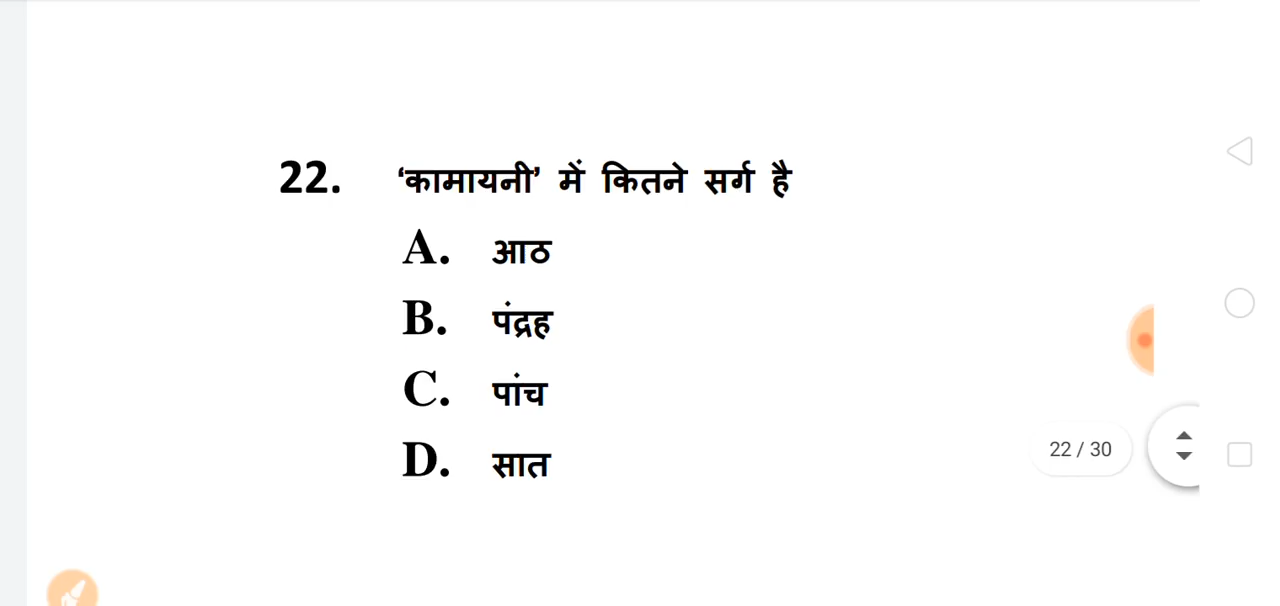 22. ‘कामायनी’ में कितने सर्ग है
A. आठ
B. पंद्रह
C. पांच
D. सात
22 / 30